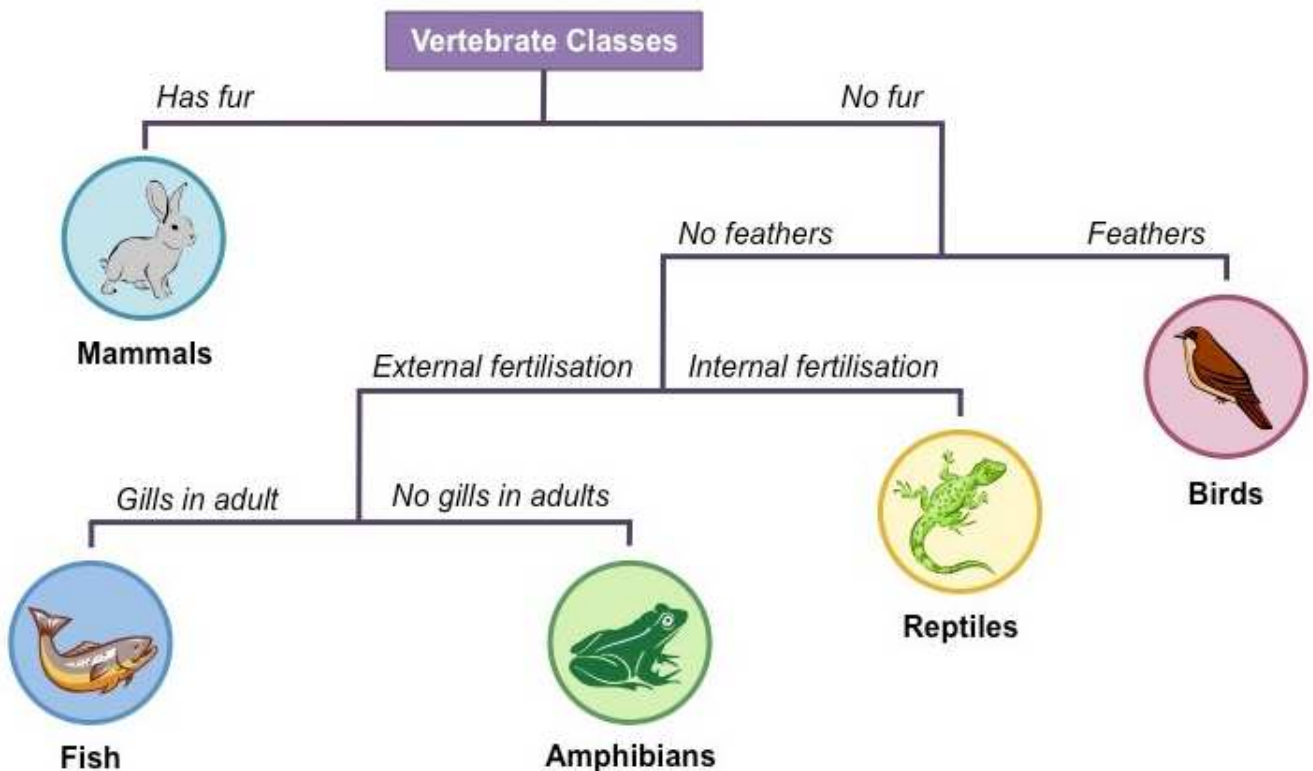 Vertebrate Classes
Has fur
No fur
No feathers
Feathers
Mammals
External fertilisation
Internal fertilisation
Birds
Gills in adult
No gills in adults
Reptiles
Fish
Amphibians